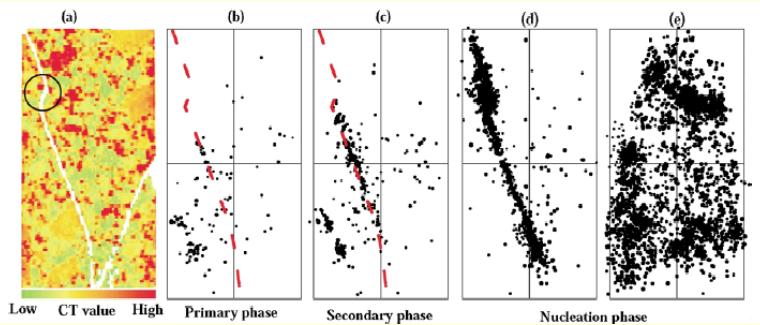 (a) (b) (c) (d) (e)
Low CT value High
Primary phase Secondary phase Nucleation phase